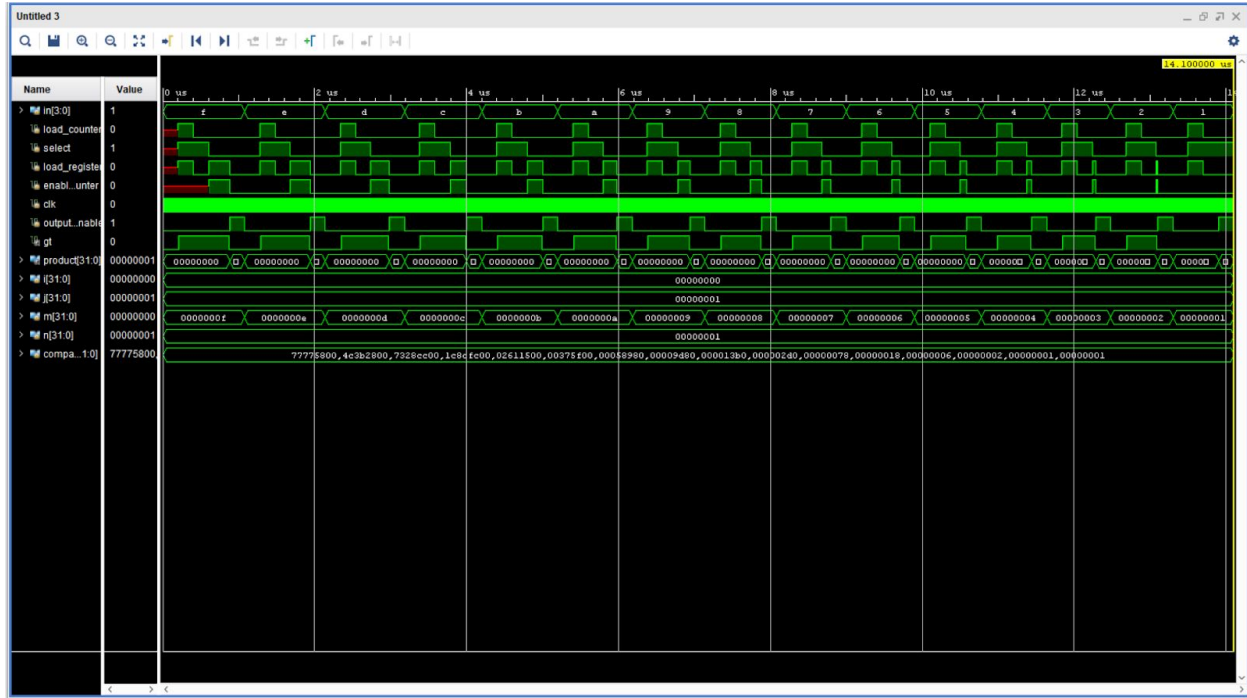 Untitled 3
14.100000 us
Name Value 0 us 2 us 4 us 6 us 8 us 10 us 12 us
in[3:0] 1 f e d c b a 9 8 7 6 5 4 3 2 1
load_counter 0
select 1
load_register 0
enabl...unter 0
clk 0
output...nable 1
gt 0
product[31:0] 00000001 00000000 00000000 00000000 00000000 00000000 00000000 00000000 00000000 00000000 00000000 00000000
i[31:0] 00000000 00000000
j[31:0] 00000001 00000001
m[31:0] 00000000 0000000f 0000000e 0000000d 0000000c 0000000b 0000000a 00000009 00000008 00000007 00000006 00000005 00000004 00000003 00000002 00000001
n[31:0] 00000001 00000001
compa...1:0] 77775800, 77775800,4c3b2800,7328cc00,1c8cfc00,02611500,00375f00,00058980,00009d80,000013b0,000002d0,00000078,00000018,00000006,00000002,00000001,00000001